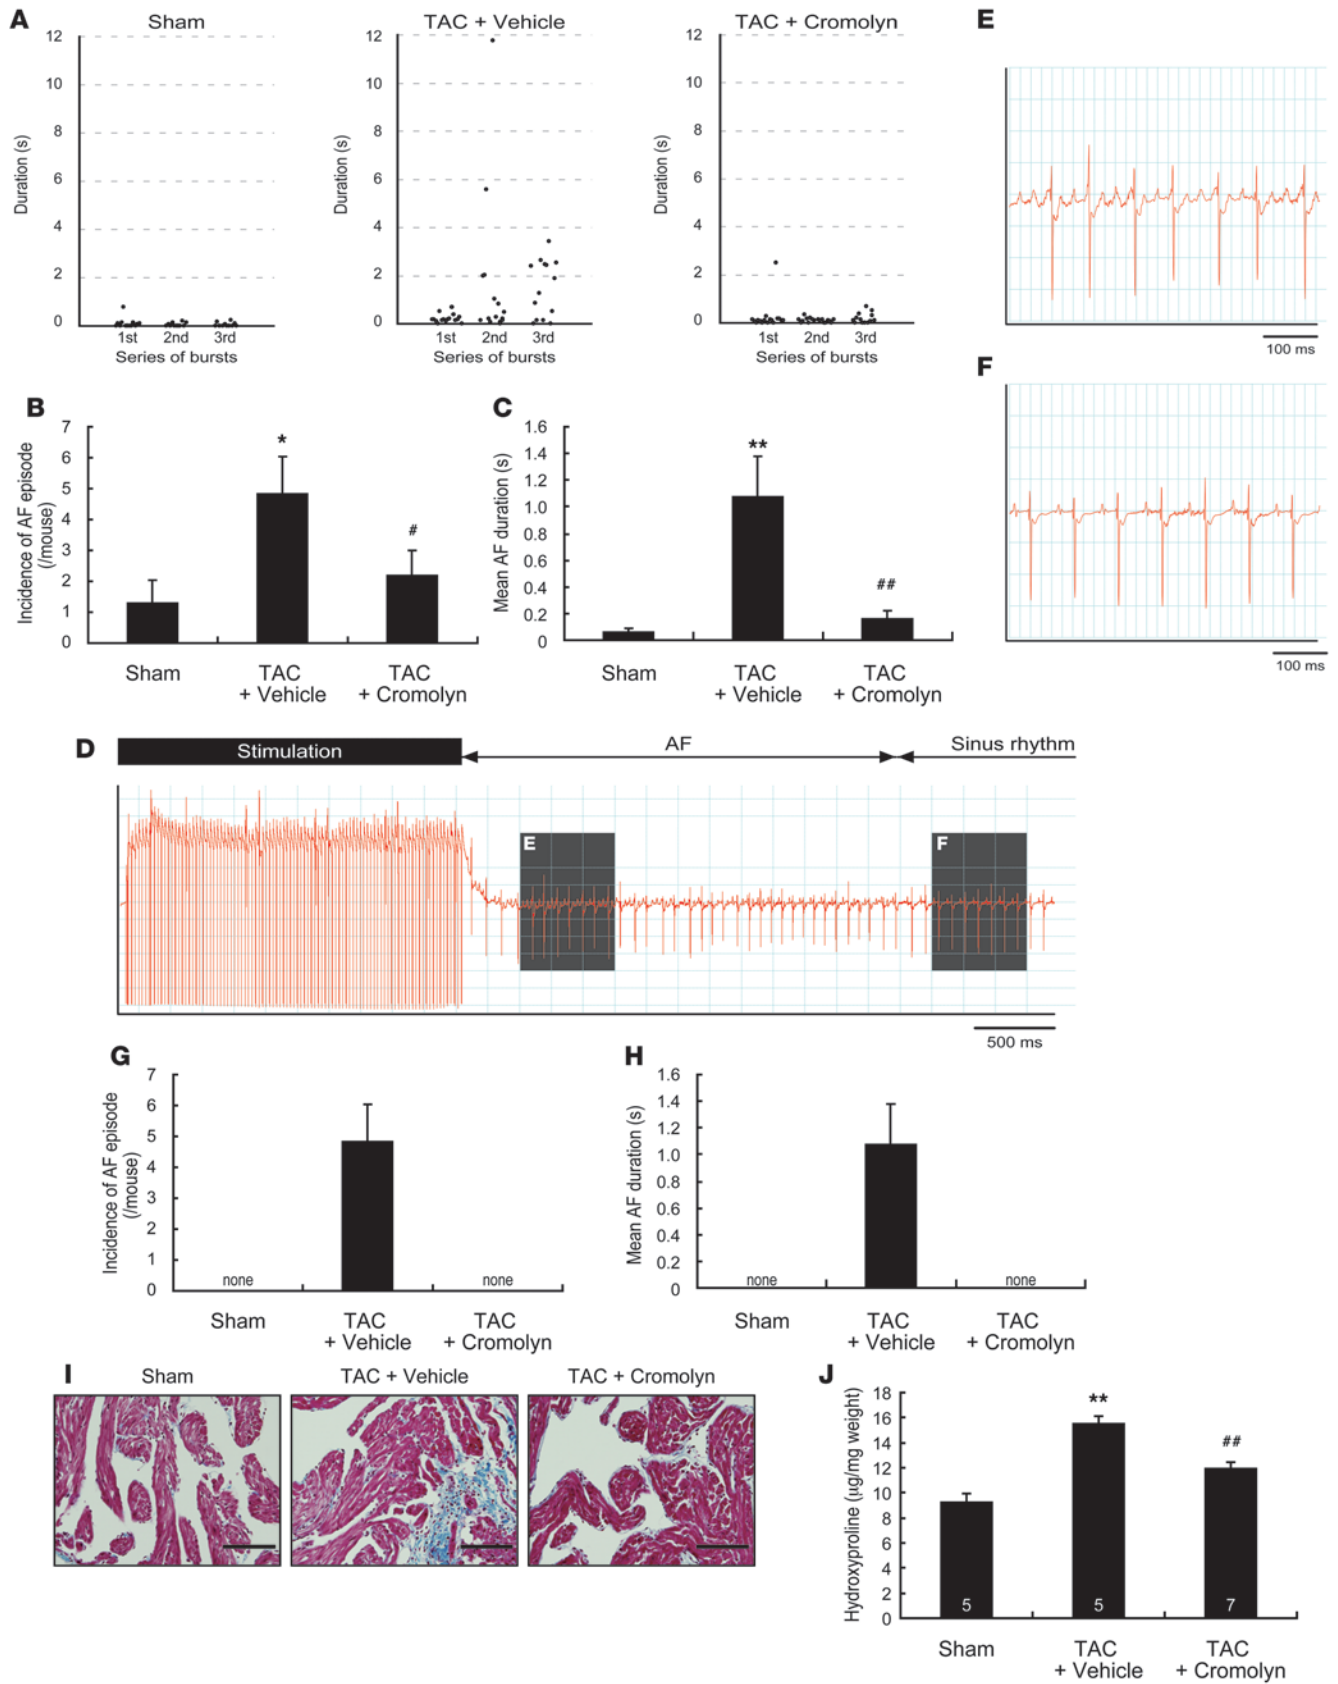 A
Sham
TAC + Vehicle
TAC + Cromolyn
Duration (s)
12
10
8
6
4
2
0
1st 2nd 3rd
Series of bursts
Duration (s)
12
10
8
6
4
2
0
1st 2nd 3rd
Series of bursts
Duration (s)
12
10
8
6
4
2
0
1st 2nd 3rd
Series of bursts
E
100 ms
F
100 ms
B
Incidence of AF episode
(/mouse)
7
6
5
4
3
2
1
0
*
#
Sham
TAC
+ Vehicle
TAC
+ Cromolyn
C
Mean AF duration (s)
1.6
1.4
1.2
1.0
0.8
0.6
0.4
0.2
0
**
##
Sham
TAC
+ Vehicle
TAC
+ Cromolyn
D
Stimulation
AF
Sinus rhythm
E
F
500 ms
G
Incidence of AF episode
(/mouse)
7
6
5
4
3
2
1
0
none
none
Sham
TAC
+ Vehicle
TAC
+ Cromolyn
H
Mean AF duration (s)
1.6
1.4
1.2
1.0
0.8
0.6
0.4
0.2
0
none
none
Sham
TAC
+ Vehicle
TAC
+ Cromolyn
I
Sham
TAC + Vehicle
TAC + Cromolyn
J
Hydroxyproline (µg/mg weight)
18
16
14
12
10
8
6
4
2
0
**
##
5
5
7
Sham
TAC
+ Vehicle
TAC
+ Cromolyn